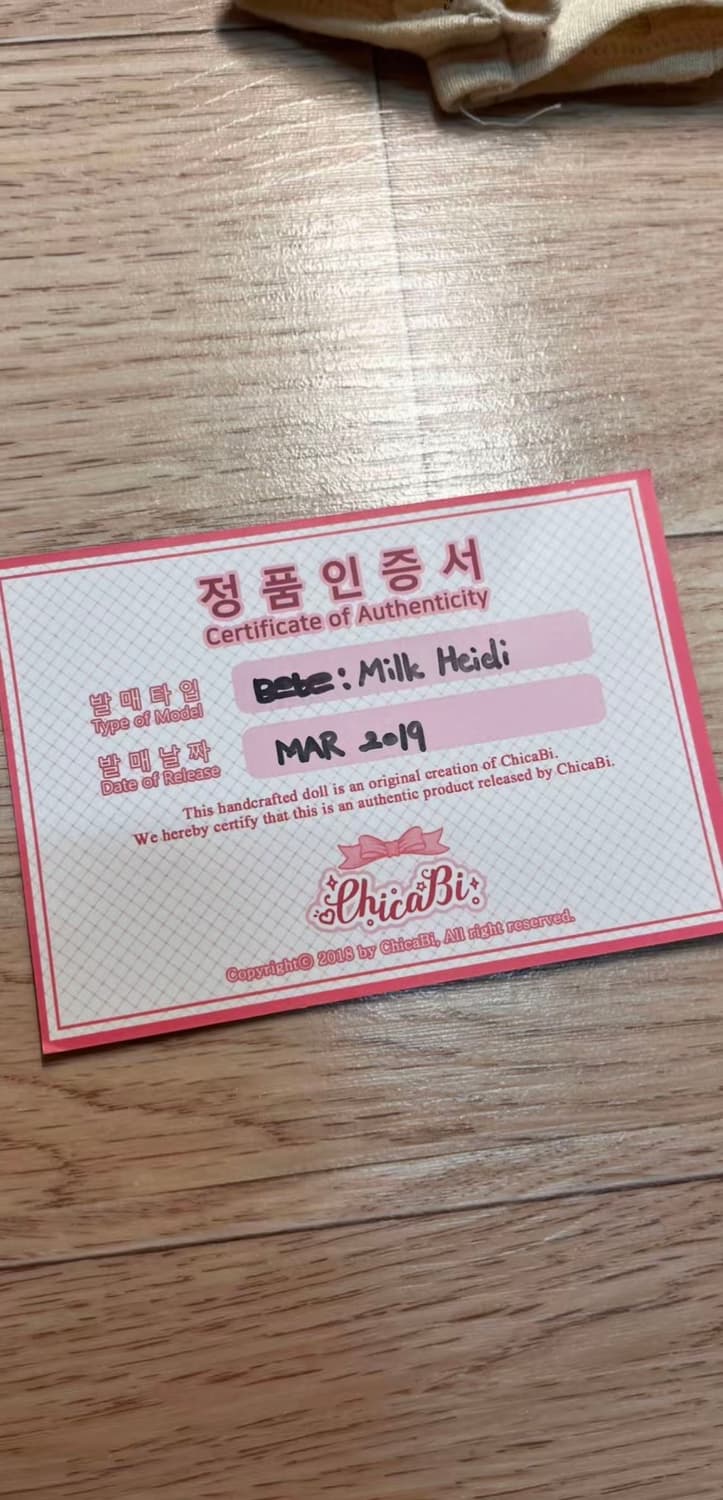 정품인증서
Certificate of Authenticity
발매타입
Type of Model
Bebe: Milk Heidi
발매날짜
Date of Release
MAR 2019
This handcrafted doll is an original creation of ChicaBi.
We hereby certify that this is an authentic product released by ChicaBi.
ChicaBi
Copyright© 2018 by ChicaBi, All right reserved.